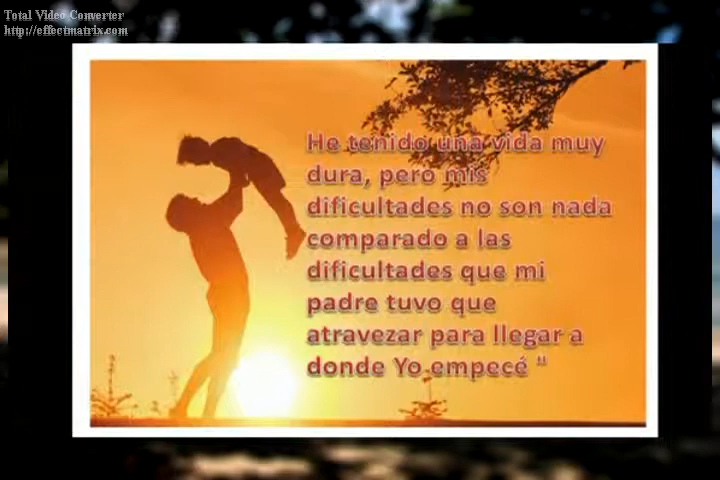 Total Video Converter
http://effectmatrix.com
He tenido una vida muy
dura, pero mis
dificultades no son nada
comparado a las
dificultades que mi
padre tuvo que
atravezar para llegar a
donde Yo empecé "